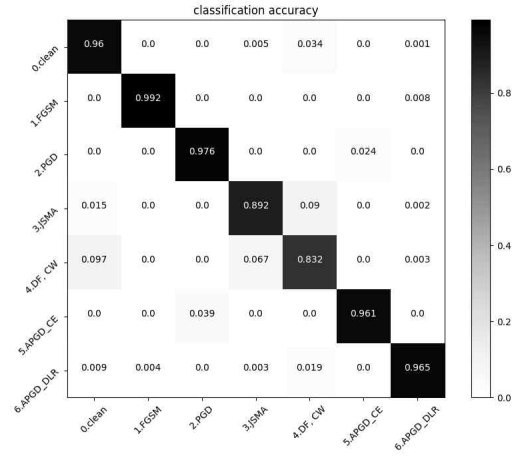 classification accuracy
0.clean 0.96 0.0 0.0 0.005 0.034 0.0 0.001
1.FGSM 0.0 0.992 0.0 0.0 0.0 0.0 0.008
2.PGD 0.0 0.0 0.976 0.0 0.0 0.024 0.0
3.JSMA 0.015 0.0 0.0 0.892 0.09 0.0 0.002
4.DF, CW 0.097 0.0 0.0 0.067 0.832 0.0 0.003
5.APGD_CE 0.0 0.0 0.039 0.0 0.0 0.961 0.0
6.APGD_DLR 0.009 0.004 0.0 0.003 0.019 0.0 0.965
0.clean 1.FGSM 2.PGD 3.JSMA 4.DF, CW 5.APGD_CE 6.APGD_DLR
0.8
0.6
0.4
0.2
0.0